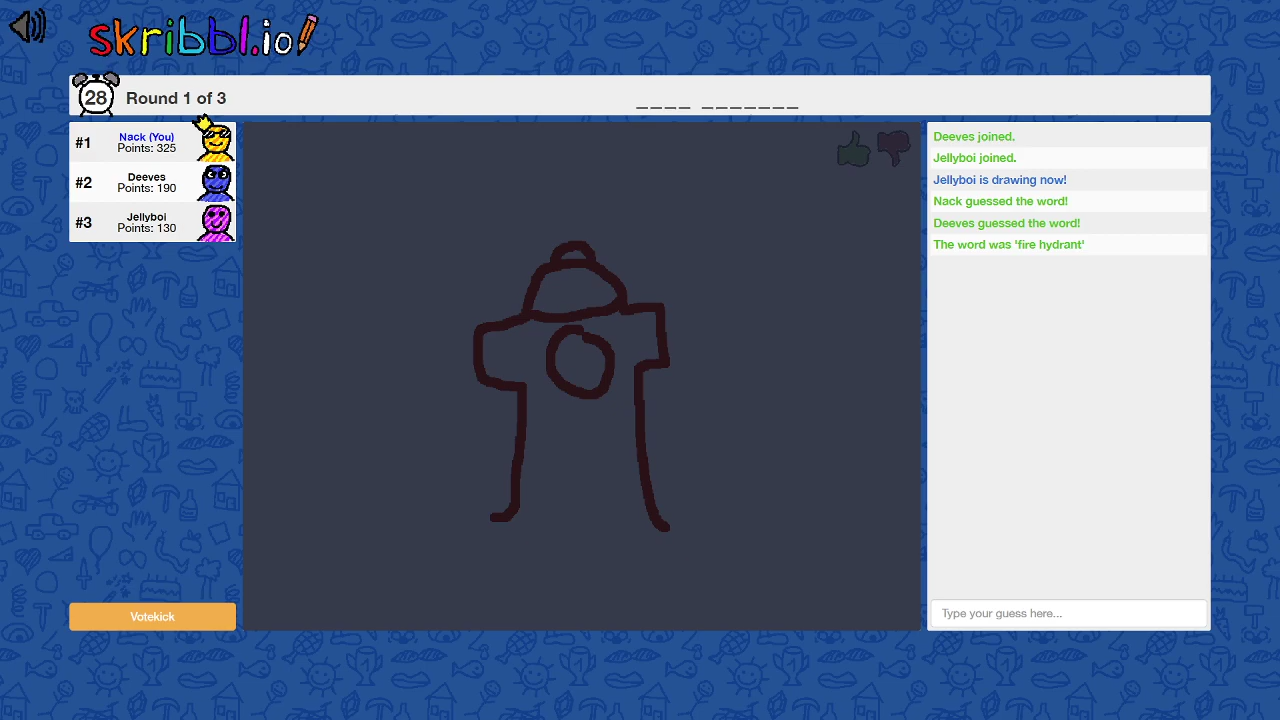 skribbl.io
28
Round 1 of 3
____ _______
#1
Nack (You)
Points: 325
#2
Deeves
Points: 190
#3
Jellyboi
Points: 130
Votekick
Deeves joined.
Jellyboi joined.
Jellyboi is drawing now!
Nack guessed the word!
Deeves guessed the word!
The word was 'fire hydrant'
Type your guess here...